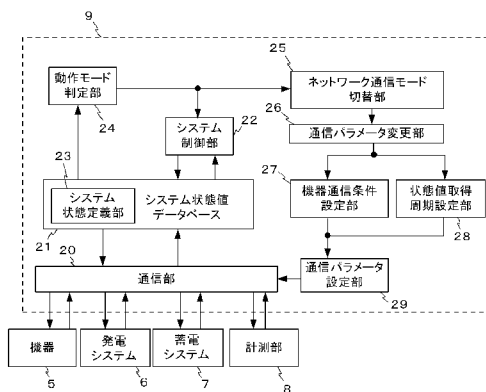 9
動作モード
判定部
24
25
ネットワーク通信モード
切替部
26
通信パラメータ変更部
22
システム
制御部
23
システム
状態定義部
システム状態値
データベース
21
27
機器通信条件
設定部
状態値取得
周期設定部
28
20
通信部
通信パラメータ
設定部
29
機器
5
発電
システム
6
蓄電
システム
7
計測部
8